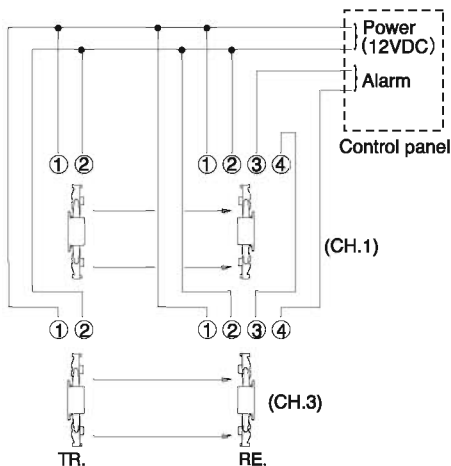 Power
(12VDC)
Alarm
Control panel
① ② ① ② ③ ④
(CH.1)
① ② ① ② ③ ④
(CH.3)
TR. RE.